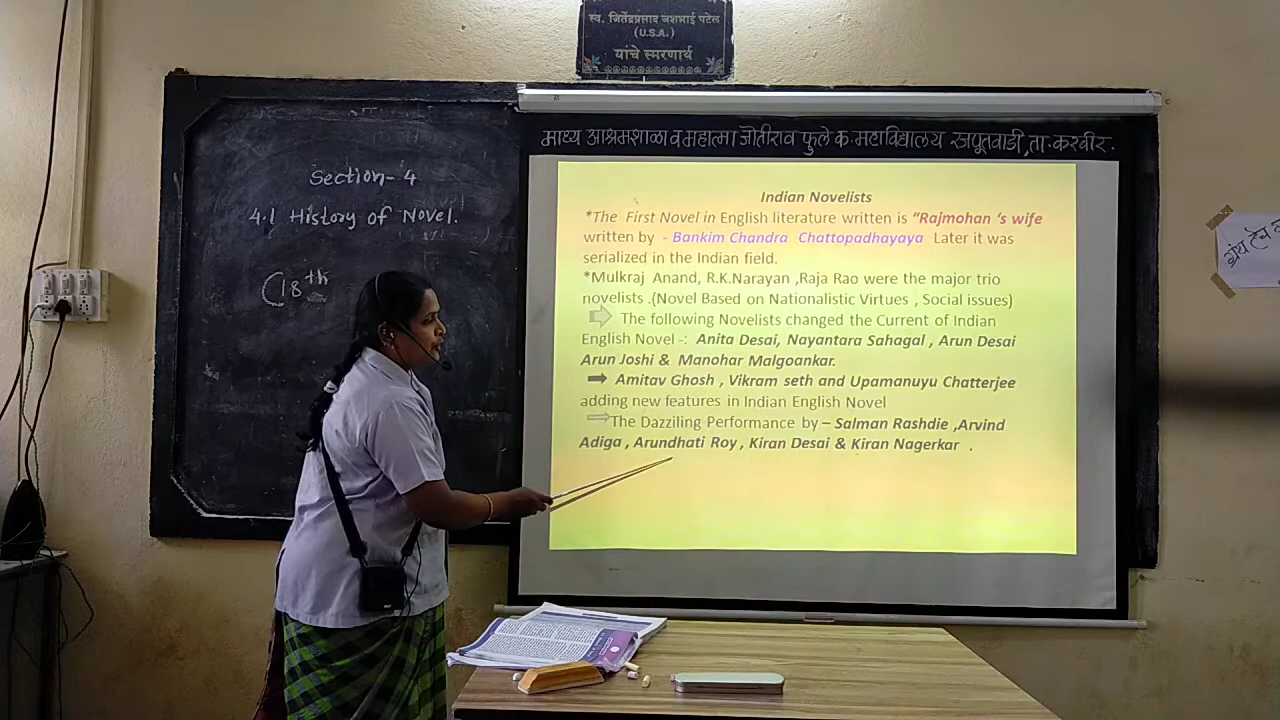 स्व. जितेंद्रप्रसाद जशभाई पटेल
(U.S.A.)
यांचे स्मरणार्थ
माध्य आश्रमशाळा व महात्मा जोतीराव फुले क. महाविद्यालय रजपूतवाडी, ता. करवीर.
Section-4
4.1 History of Novel.
18th
Indian Novelists
*The First Novel in English literature written is “Rajmohan ‘s wife
written by - Bankim Chandra Chattopadhayaya Later it was
serialized in the Indian field.
*Mulkraj Anand, R.K.Narayan ,Raja Rao were the major trio
novelists .(Novel Based on Nationalistic Virtues , Social issues)
The following Novelists changed the Current of Indian
English Novel -: Anita Desai, Nayantara Sahagal , Arun Desai
Arun Joshi & Manohar Malgoankar.
Amitav Ghosh , Vikram seth and Upamanuyu Chatterjee
adding new features in Indian English Novel
The Dazziling Performance by – Salman Rashdie ,Arvind
Adiga , Arundhati Roy , Kiran Desai & Kiran Nagerkar .